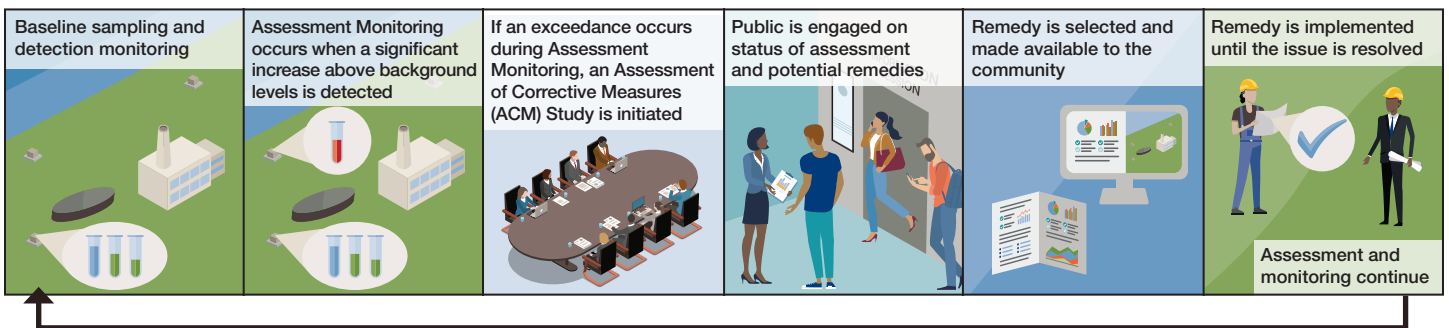 Baseline sampling and
detection monitoring
Assessment Monitoring
occurs when a significant
increase above background
levels is detected
If an exceedance occurs
during Assessment
Monitoring, an Assessment
of Corrective Measures
(ACM) Study is initiated
Public is engaged on
status of assessment
and potential remedies
Remedy is selected and
made available to the
community
Remedy is implemented
until the issue is resolved
Assessment and
monitoring continue